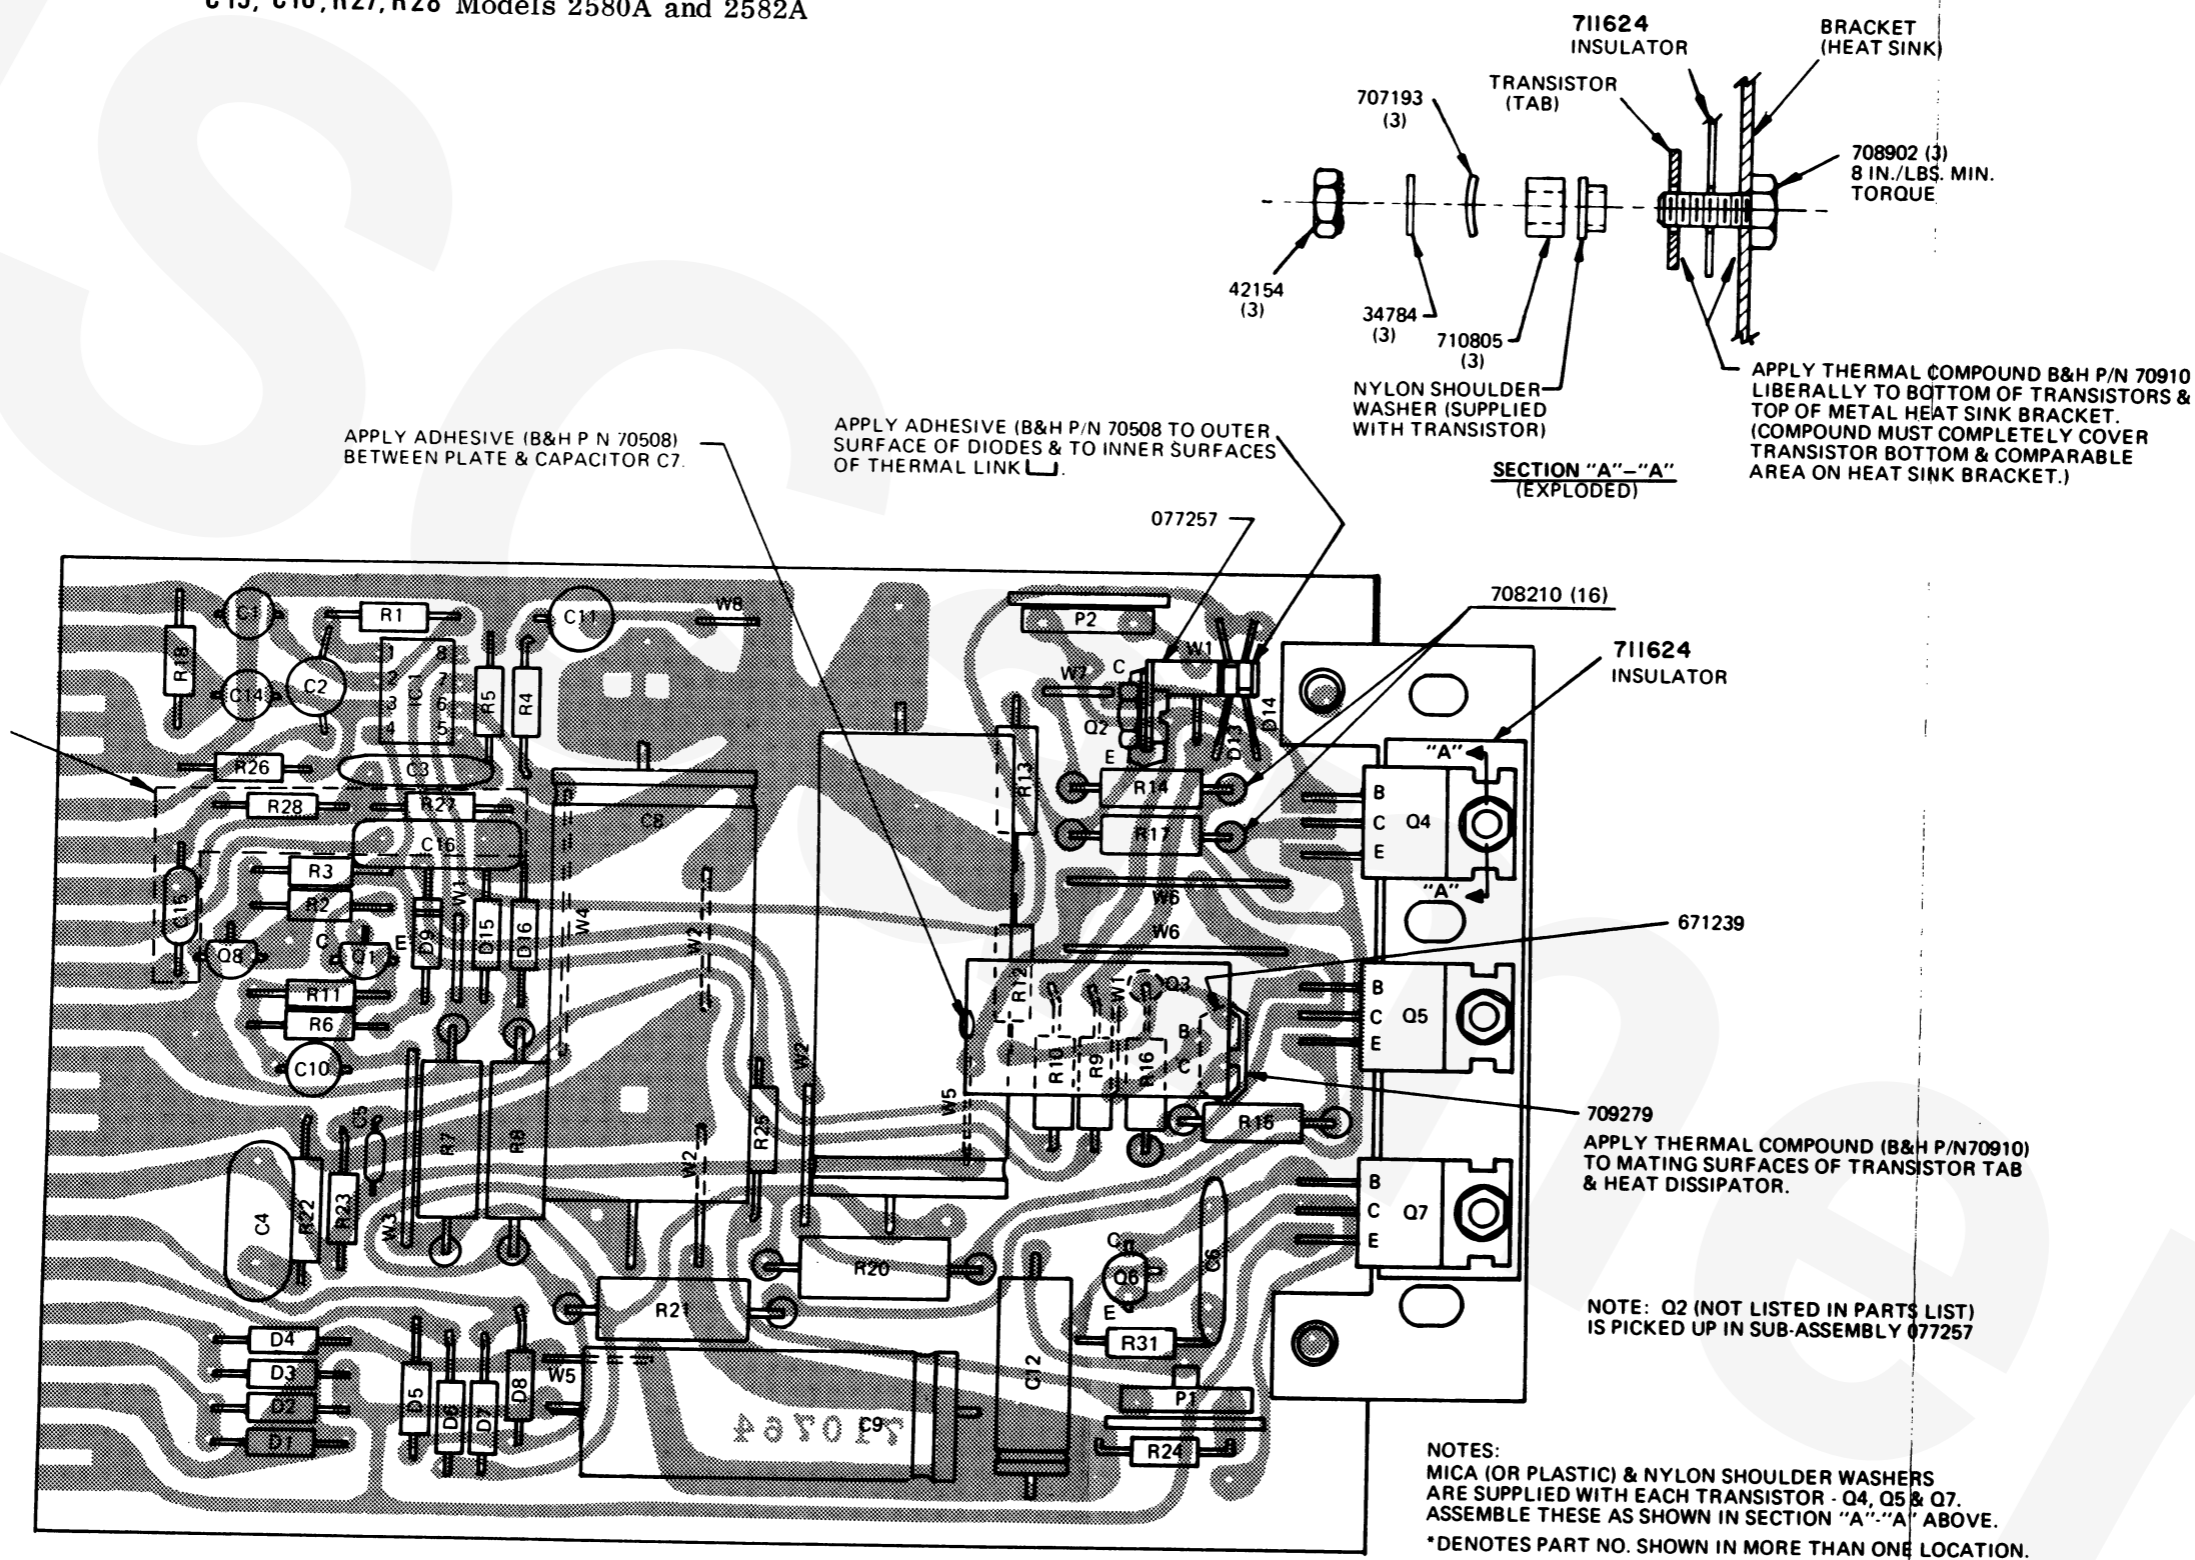 C15, C16, R27, R28 Models 2580A and 2582A
711624
INSULATOR
BRACKET
(HEAT SINK)
TRANSISTOR
(TAB)
707193
(3)
708902 (3)
8 IN./LBS. MIN.
TORQUE
42154
(3)
34784
(3)
710805
(3)
NYLON SHOULDER
WASHER (SUPPLIED
WITH TRANSISTOR)
APPLY THERMAL COMPOUND B&H P/N 70910
LIBERALLY TO BOTTOM OF TRANSISTORS &
TOP OF METAL HEAT SINK BRACKET.
(COMPOUND MUST COMPLETELY COVER
TRANSISTOR BOTTOM & COMPARABLE
AREA ON HEAT SINK BRACKET.)
SECTION "A"–"A"
(EXPLODED)
APPLY ADHESIVE (B&H P N 70508)
BETWEEN PLATE & CAPACITOR C7.
APPLY ADHESIVE (B&H P/N 70508 TO OUTER
SURFACE OF DIODES & TO INNER SURFACES
OF THERMAL LINK
077257
708210 (16)
711624
INSULATOR
C1
R1
C11
W8
P2
R18
C14
C2
1
2
3
4
IC1
8
7
6
5
R5
R4
W7
C
Q2
E
W1
D13
D14
R26
C3
R28
R27
C16
C8
R13
R14
R17
"A"
B
C
E
Q4
"A"
R3
R2
C15
Q8
C
Q1
E
D9
W1
D15
D16
W4
W2
W6
W6
671239
R11
R6
C10
R12
W1
Q3
B
C
R10
R9
R16
B
C
E
Q5
C5
R7
R8
R25
W2
W5
R15
709279
APPLY THERMAL COMPOUND (B&H P/N70910)
TO MATING SURFACES OF TRANSISTOR TAB
& HEAT DISSIPATOR.
C4
R22
R23
W3
W2
B
C
E
Q7
R20
R21
C
Q6
E
C6
NOTE: Q2 (NOT LISTED IN PARTS LIST)
IS PICKED UP IN SUB-ASSEMBLY 077257
D4
D3
D2
D1
D5
D6
D7
D8
W5
C9
710764
C12
R31
P1
R24
NOTES:
MICA (OR PLASTIC) & NYLON SHOULDER WASHERS
ARE SUPPLIED WITH EACH TRANSISTOR - Q4, Q5 & Q7.
ASSEMBLE THESE AS SHOWN IN SECTION "A"-"A" ABOVE.
*DENOTES PART NO. SHOWN IN MORE THAN ONE LOCATION.